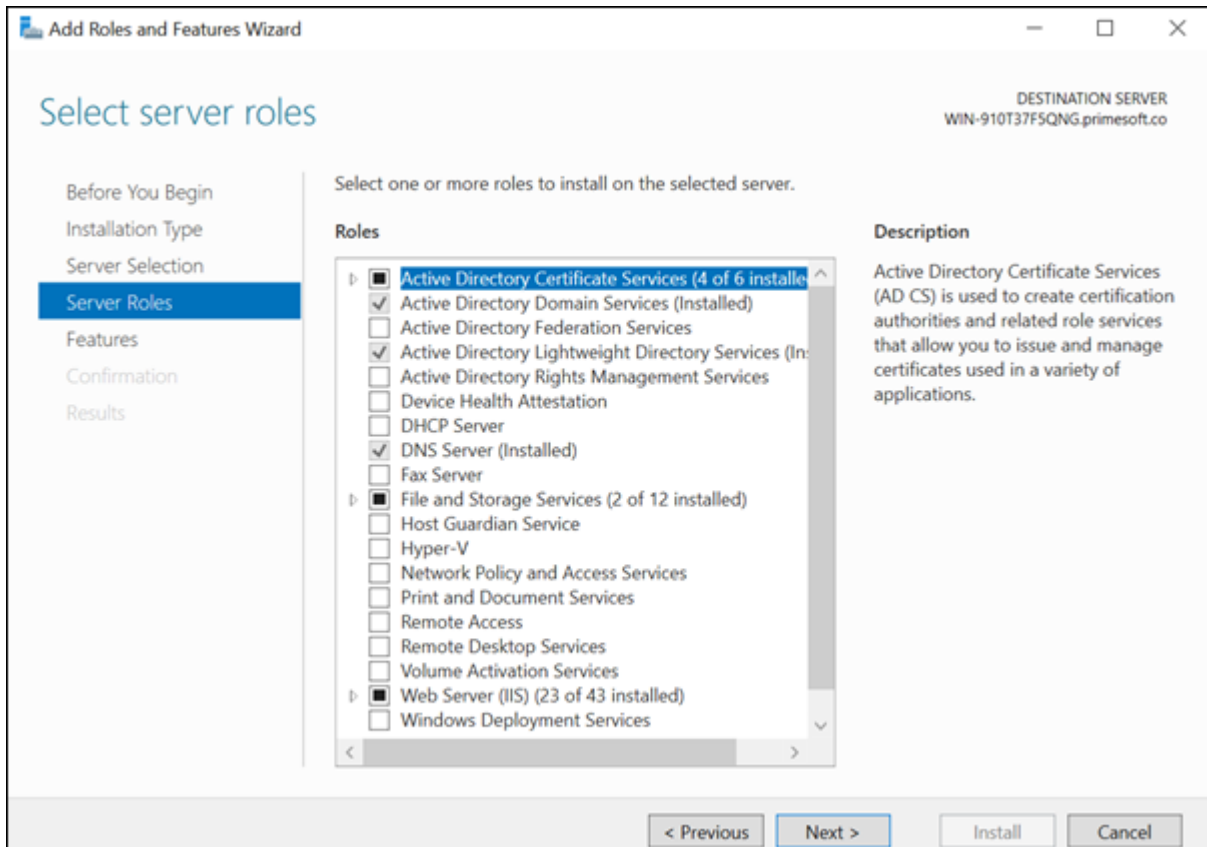 Add Roles and Features Wizard
Select server roles
DESTINATION SERVER
WIN-910T37F5QNG.primesoft.co
Before You Begin
Installation Type
Server Selection
Server Roles
Features
Confirmation
Results
Select one or more roles to install on the selected server.
Roles
Active Directory Certificate Services (4 of 6 installe
Active Directory Domain Services (Installed)
Active Directory Federation Services
Active Directory Lightweight Directory Services (In
Active Directory Rights Management Services
Device Health Attestation
DHCP Server
DNS Server (Installed)
Fax Server
File and Storage Services (2 of 12 installed)
Host Guardian Service
Hyper-V
Network Policy and Access Services
Print and Document Services
Remote Access
Remote Desktop Services
Volume Activation Services
Web Server (IIS) (23 of 43 installed)
Windows Deployment Services
Description
Active Directory Certificate Services
(AD CS) is used to create certification
authorities and related role services
that allow you to issue and manage
certificates used in a variety of
applications.
< Previous
Next >
Install
Cancel